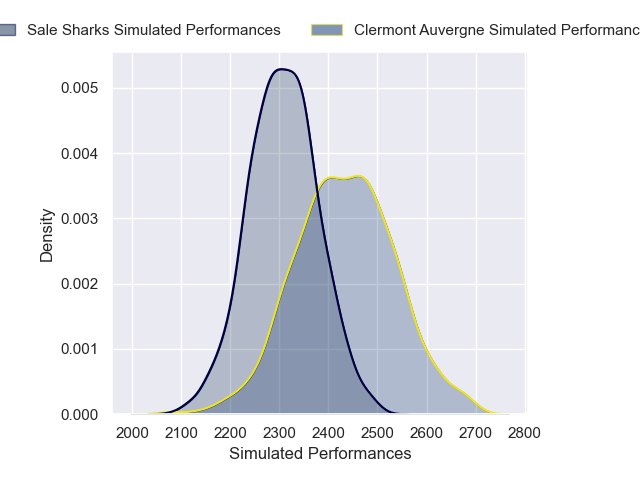 Sale Sharks Simulated Performances
Clermont Auvergne Simulated Performanc
Density
0.005
0.004
0.003
0.002
0.001
0.000
2000 2100 2200 2300 2400 2500 2600 2700 2800
Simulated Performances